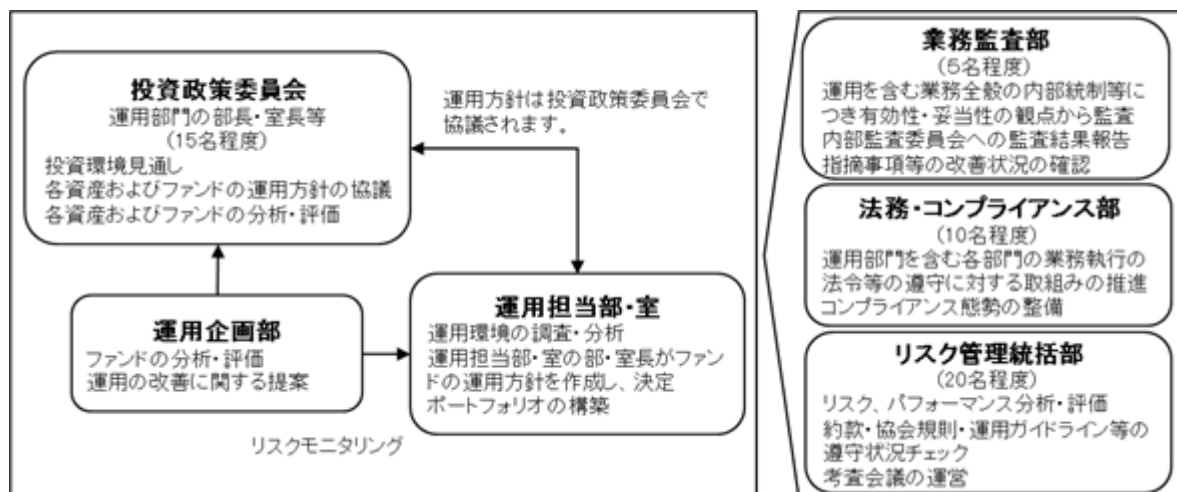 投資政策委員会
運用部門の部長・室長等
(15名程度)
投資環境見通し
各資産およびファンドの運用方針の協議
各資産およびファンドの分析・評価
運用方針は投資政策委員会で
協議されます。
運用企画部
ファンドの分析・評価
運用の改善に関する提案
運用担当部・室
運用環境の調査・分析
運用担当部・室の部・室長がファン
ドの運用方針を作成し、決定
ポートフォリオの構築
リスクモニタリング
業務監査部
(5名程度)
運用を含む業務全般の内部統制等に
つき有効性・妥当性の観点から監査
内部監査委員会への監査結果報告
指摘事項等の改善状況の確認
法務・コンプライアンス部
(10名程度)
運用部門を含む各部門の業務執行の
法令等の遵守に対する取組みの推進
コンプライアンス態勢の整備
リスク管理統括部
(20名程度)
リスク、パフォーマンス分析・評価
約款・協会規則・運用ガイドライン等の
遵守状況チェック
考査会議の運営